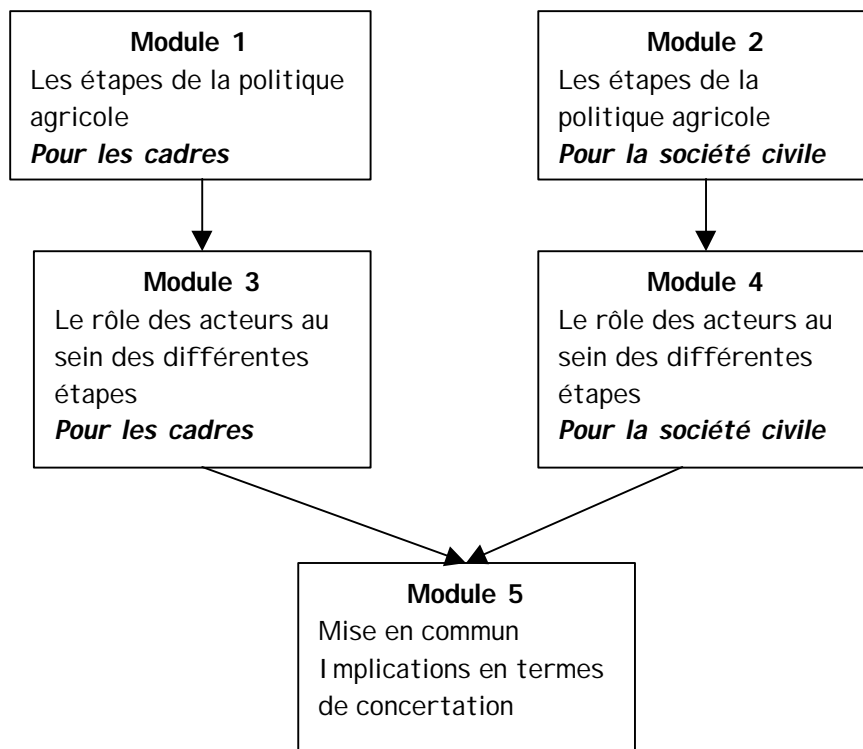 Module 1
Les étapes de la politique
agricole
Pour les cadres
Module 2
Les étapes de la
politique agricole
Pour la société civile
Module 3
Le rôle des acteurs au
sein des différentes
étapes
Pour les cadres
Module 4
Le rôle des acteurs au
sein des différentes
étapes
Pour la société civile
Module 5
Mise en commun
Implications en termes
de concertation